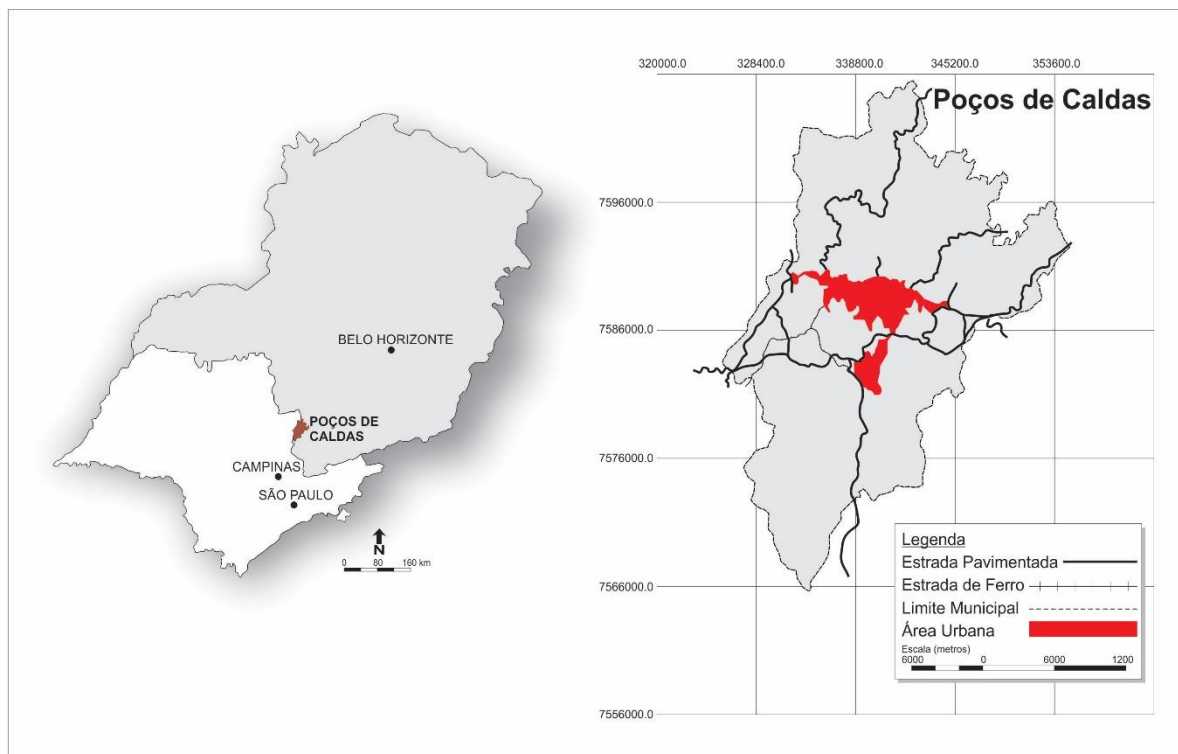 BELO HORIZONTE
POÇOS DE
CALDAS
CAMPINAS
SÃO PAULO
N
0 80 160 km
320000.0 328400.0 338800.0 345200.0 353600.0
Poços de Caldas
7596000.0
7586000.0
7576000.0
7566000.0
7556000.0
Legenda
Estrada Pavimentada
Estrada de Ferro
Limite Municipal
Área Urbana
Escala (metros)
6000 0 6000 1200